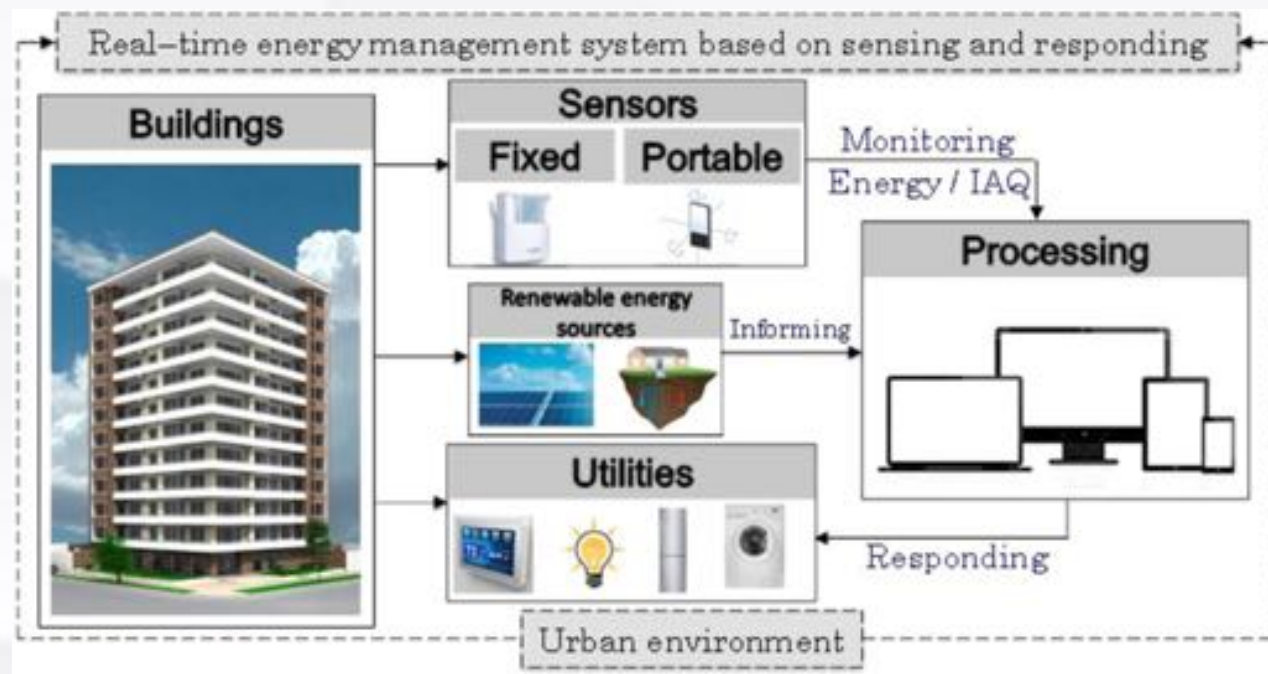 Real-time energy management system based on sensing and responding
Buildings
Sensors
Fixed
Portable
Monitoring
Energy / IAQ
Processing
Renewable energy
sources
Informing
Utilities
Responding
Urban environment